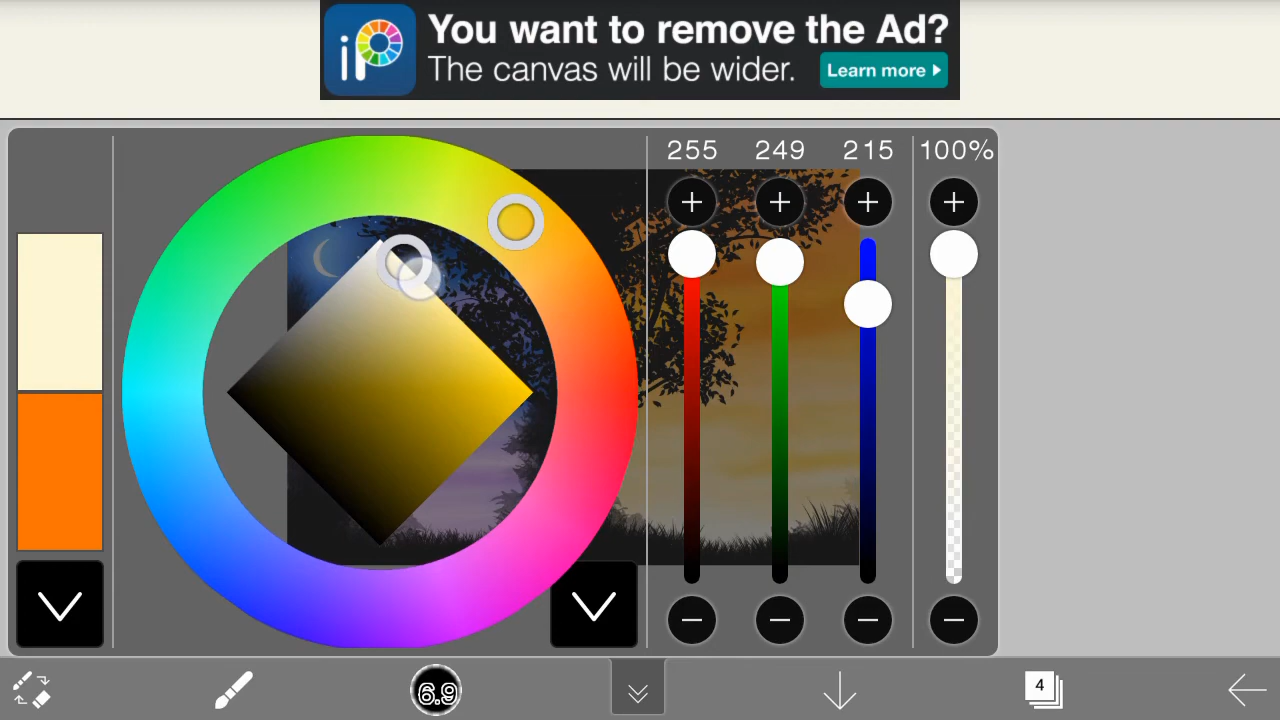 iP
You want to remove the Ad?
The canvas will be wider.
Learn more
255 249 215 100%
6.9
4